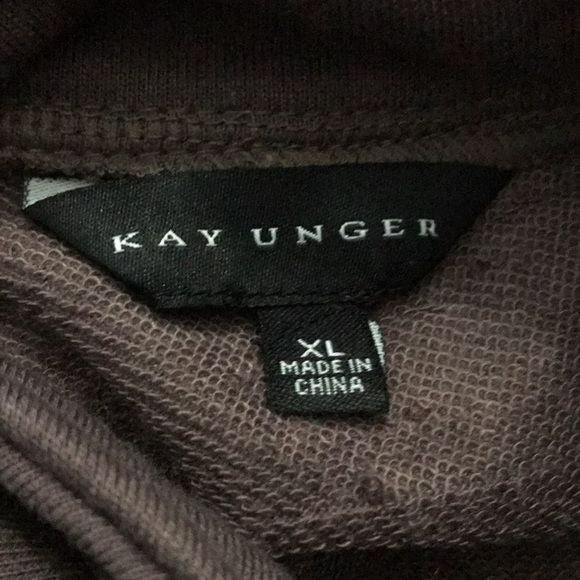 KAY UNGER
XL
MADE IN
CHINA